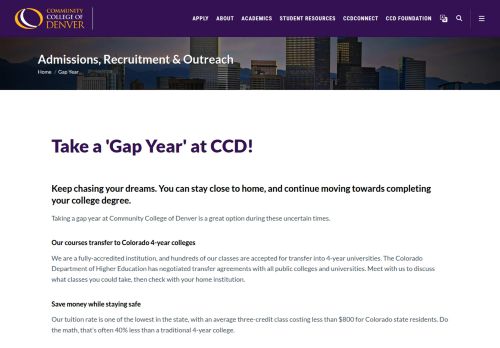 COMMUNITY
COLLEGE OF
DENVER
APPLY ABOUT ACADEMICS STUDENT RESOURCES CCDCONNECT CCD FOUNDATION
Admissions, Recruitment & Outreach
Home / Gap Year...
Take a 'Gap Year' at CCD!
Keep chasing your dreams. You can stay close to home, and continue moving towards completing
your college degree.
Taking a gap year at Community College of Denver is a great option during these uncertain times.
Our courses transfer to Colorado 4-year colleges
We are a fully-accredited institution, and hundreds of our classes are accepted for transfer into 4-year universities. The Colorado
Department of Higher Education has negotiated transfer agreements with all public colleges and universities. Meet with us to discuss
what classes you could take, then check with your home institution.
Save money while staying safe
Our tuition rate is one of the lowest in the state, with an average three-credit class costing less than $800 for Colorado state residents. Do
the math, that's often 40% less than a traditional 4-year college.